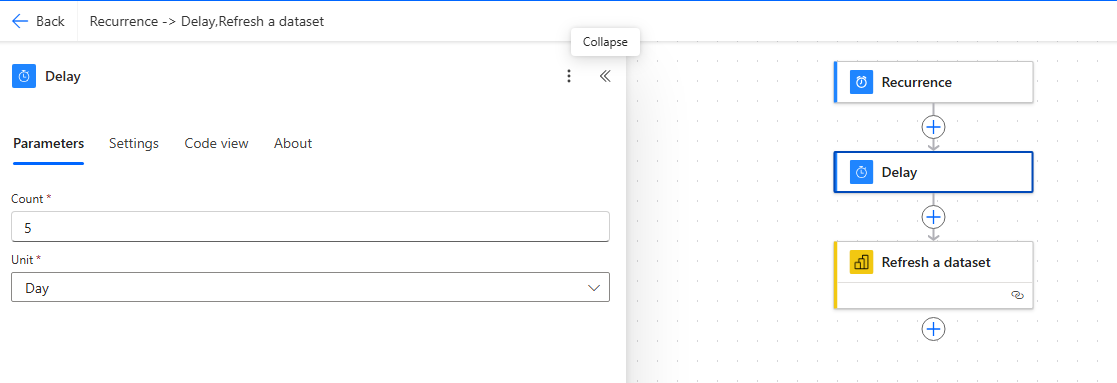 Back
Recurrence -> Delay,Refresh a dataset
Collapse
Delay
Parameters
Settings
Code view
About
Count *
5
Unit *
Day
Recurrence
Delay
Refresh a dataset